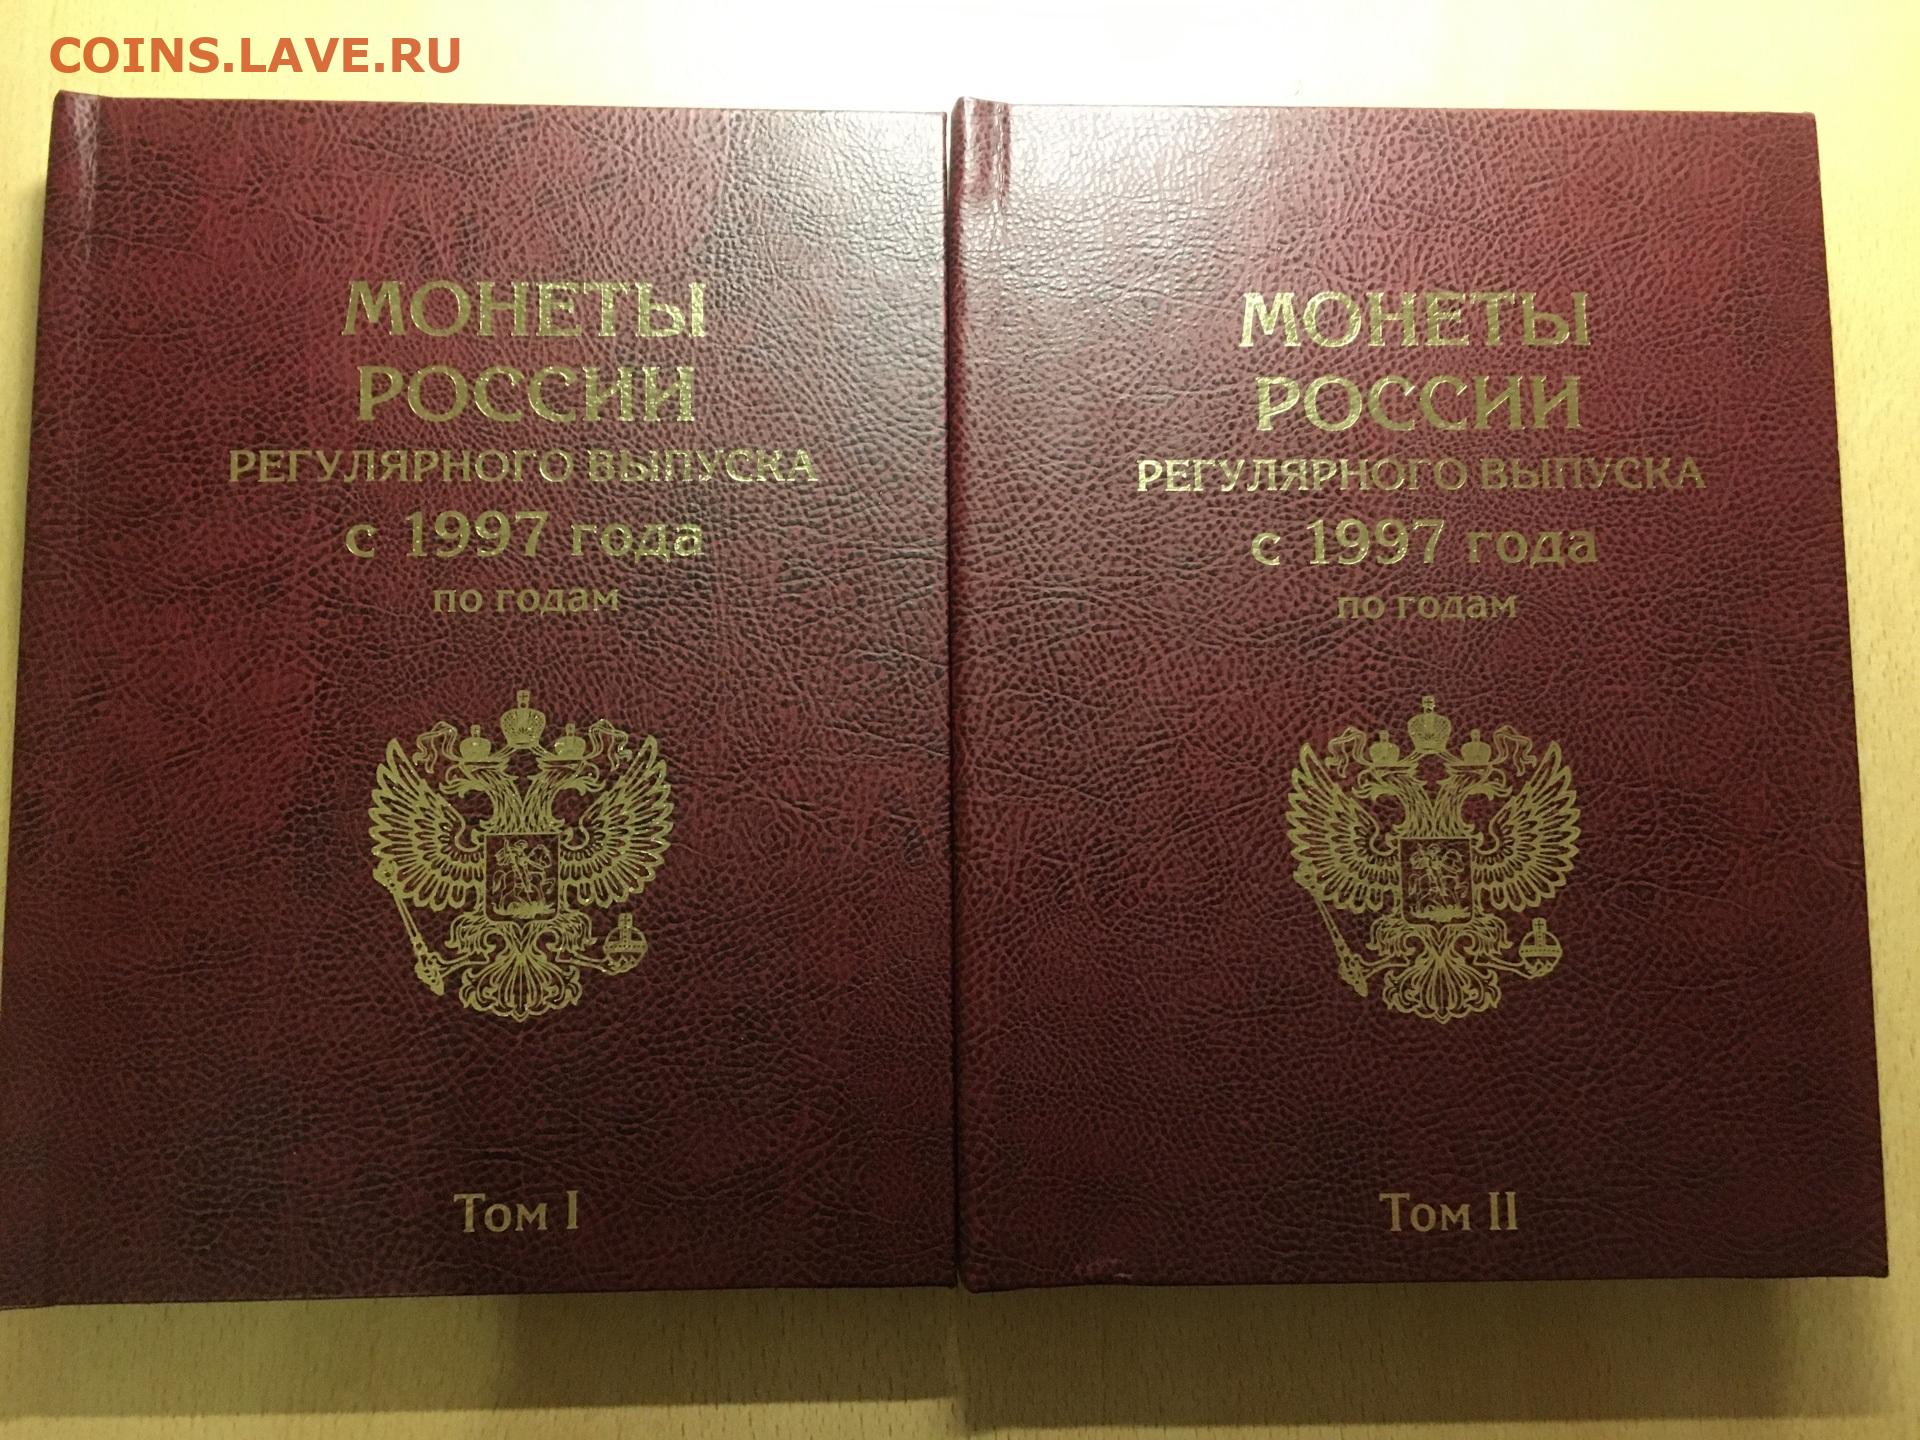 COINS.LAVE.RU
МОНЕТЫ
РОССИИ
РЕГУЛЯРНОГО ВЫПУСКА
с 1997 года
по годам
Том I
МОНЕТЫ
РОССИИ
РЕГУЛЯРНОГО ВЫПУСКА
с 1997 года
по годам
Том II